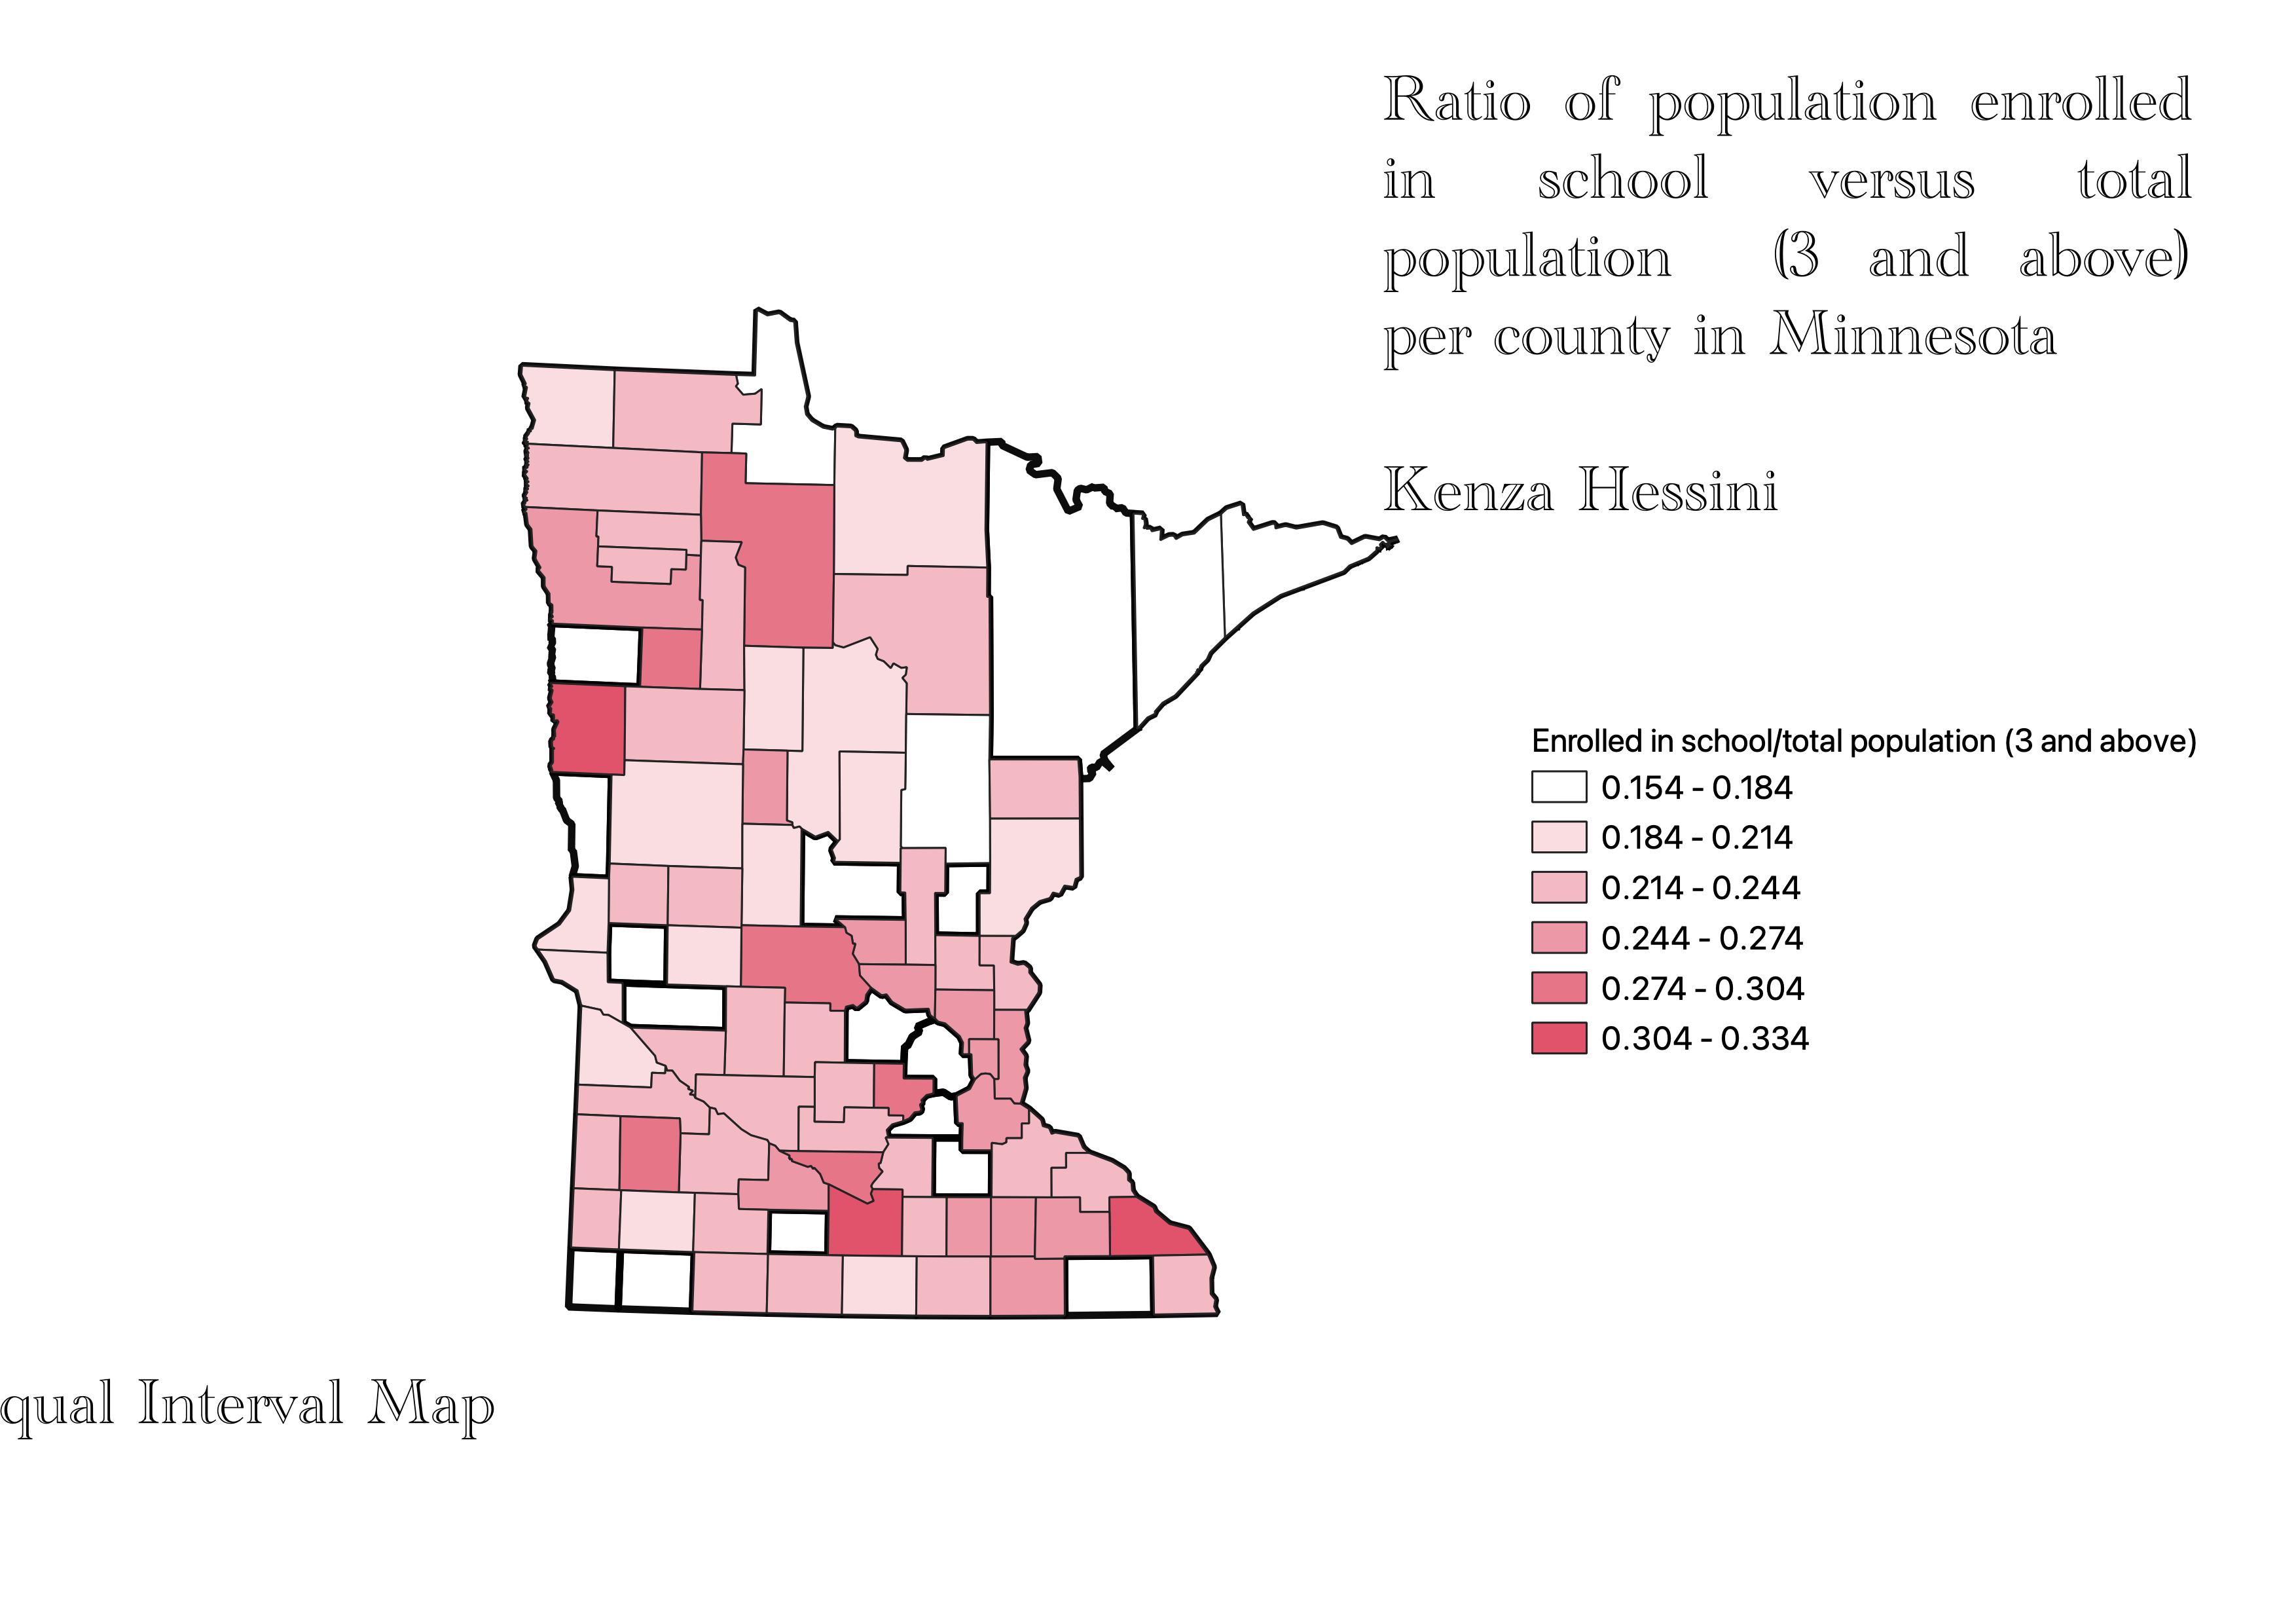 Ratio of population enrolled
in school versus total
population (3 and above)
per county in Minnesota
Kenza Hessini
Enrolled in school/total population (3 and above)
0.154 - 0.184
0.184 - 0.214
0.214 - 0.244
0.244 - 0.274
0.274 - 0.304
0.304 - 0.334
qual Interval Map